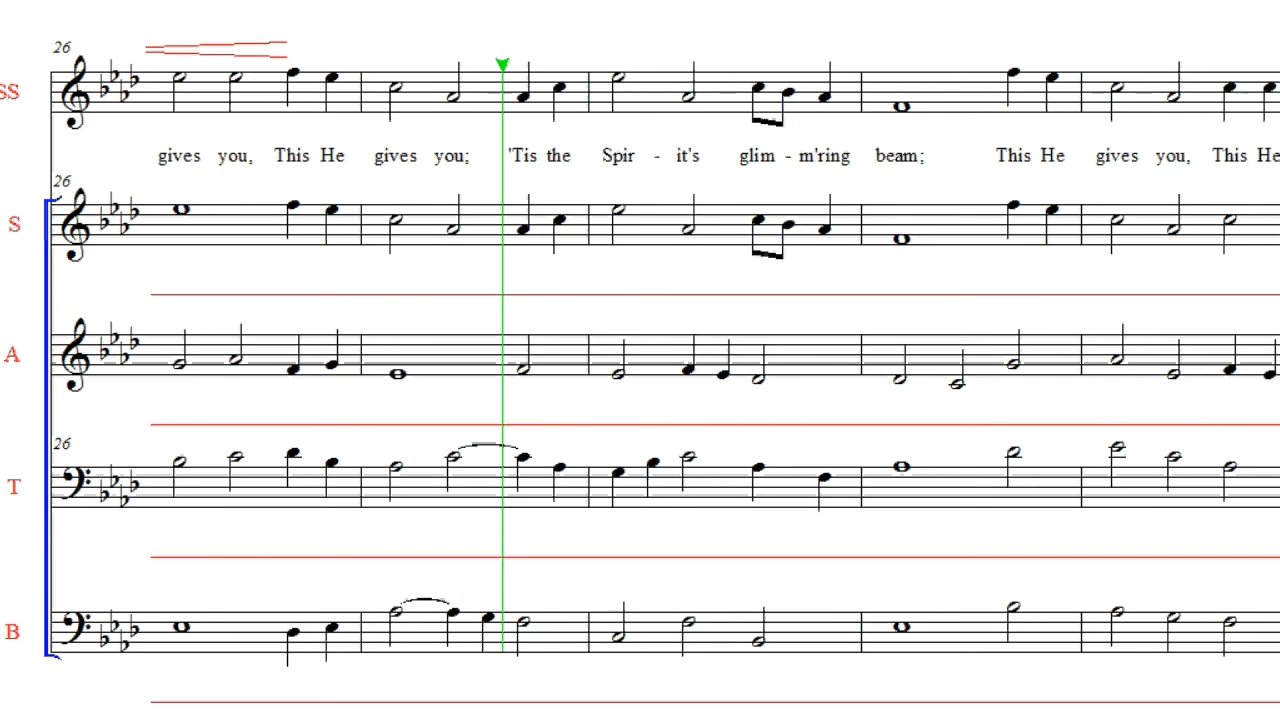 26
SS
gives you, This He gives you; 'Tis the Spir - it's glim - m'ring beam; This He gives you, This He
26
S
A
26
T
B